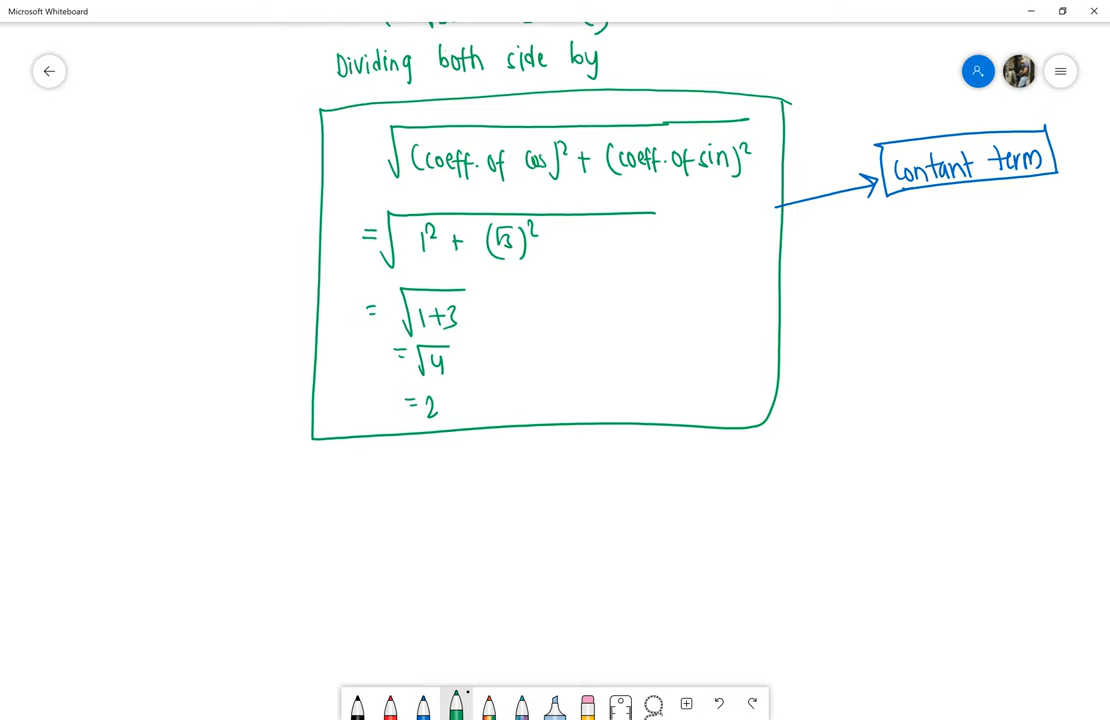 Microsoft Whiteboard
Dividing both side by
√(coeff. of cos)² + (coeff. of sin)²
contant term
= √1² + (√3)²
= √1+3
= √4
= 2